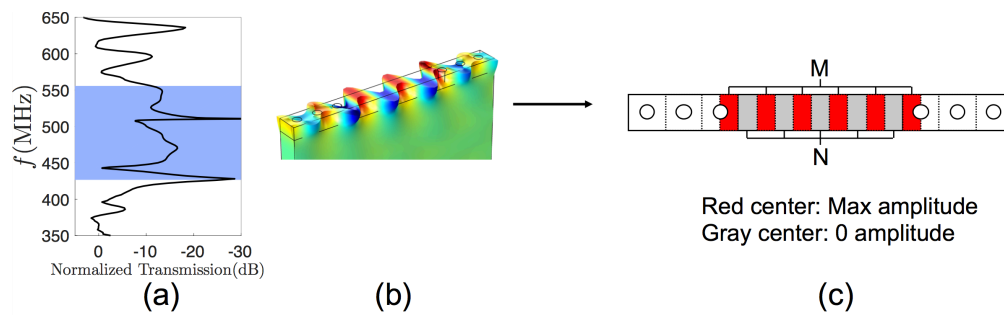 650
600
550
500
450
400
350
f (MHz)
0 -10 -20 -30
Normalized Transmission(dB)
(a)
(b)
M
N
Red center: Max amplitude
Gray center: 0 amplitude
(c)